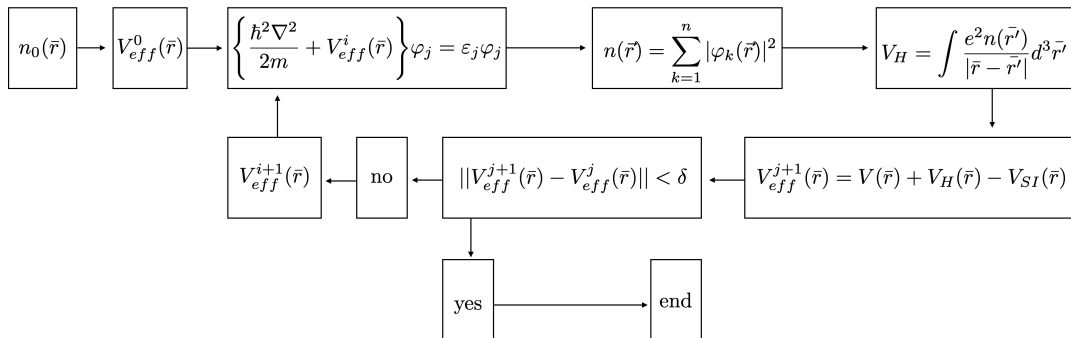 n_0(\bar{r})
V^0_{eff}(\bar{r})
\left\{ \frac{\hbar^2 \nabla^2}{2m} + V^i_{eff}(\bar{r}) \right\} \varphi_j = \varepsilon_j \varphi_j
n(\vec{r}) = \sum_{k=1}^{n} |\varphi_k(\vec{r})|^2
V_H = \int \frac{e^2 n(\bar{r'})}{|\bar{r} - \bar{r'}|} d^3\bar{r'}
V^{j+1}_{eff}(\bar{r}) = V(\bar{r}) + V_H(\bar{r}) - V_{SI}(\bar{r})
||V^{j+1}_{eff}(\bar{r}) - V^j_{eff}(\bar{r})|| < \delta
no
V^{i+1}_{eff}(\bar{r})
yes
end